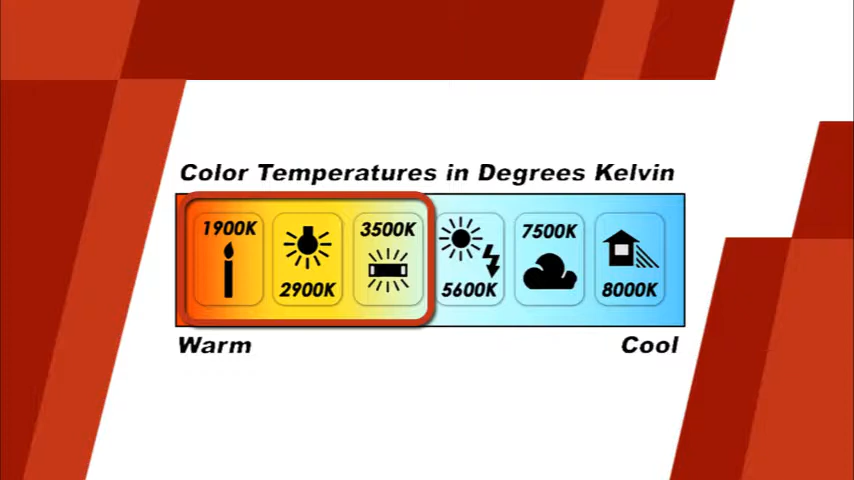 Color Temperatures in Degrees Kelvin
1900K
2900K
3500K
5600K
7500K
8000K
Warm
Cool